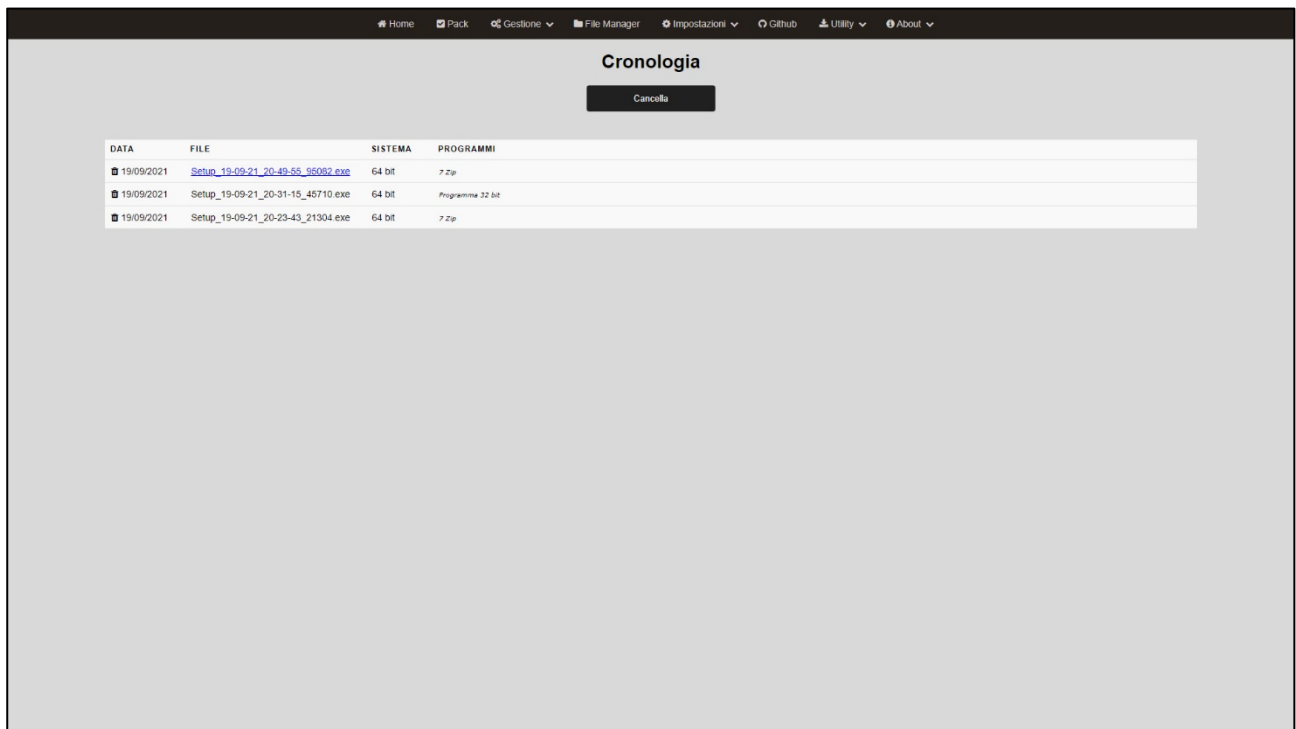 Home Pack Gestione File Manager Impostazioni Github Utility About
Cronologia
Cancella
DATA FILE SISTEMA PROGRAMMI
19/09/2021 Setup_19-09-21_20-49-55_95082.exe 64 bit 7 Zip
19/09/2021 Setup_19-09-21_20-31-15_45710.exe 64 bit Programma 32 bit
19/09/2021 Setup_19-09-21_20-23-43_21304.exe 64 bit 7 Zip